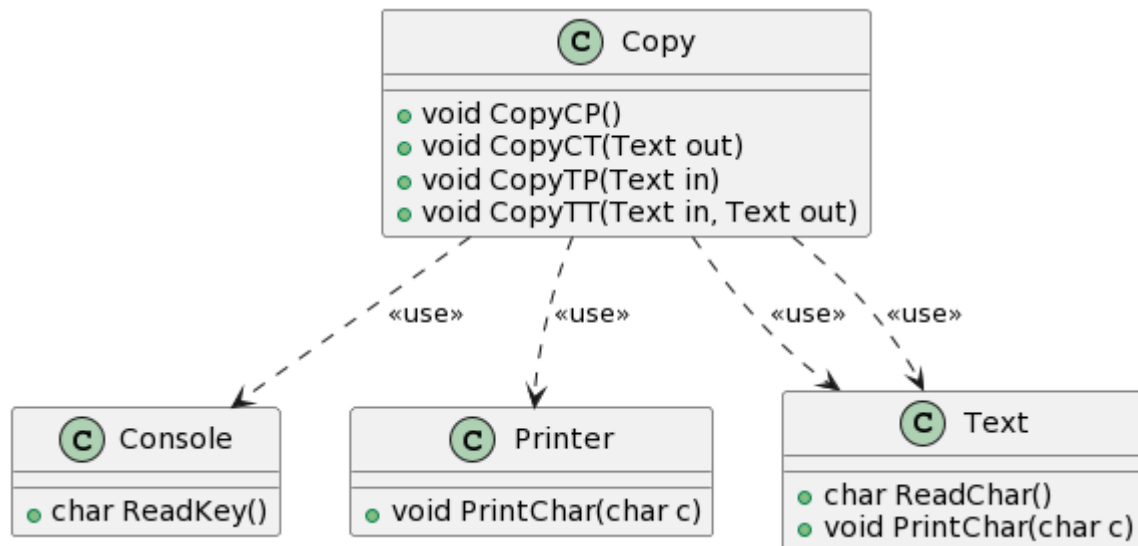 C Copy
void CopyCP()
void CopyCT(Text out)
void CopyTP(Text in)
void CopyTT(Text in, Text out)
«use» «use» «use» «use»
C Console
char ReadKey()
C Printer
void PrintChar(char c)
C Text
char ReadChar()
void PrintChar(char c)